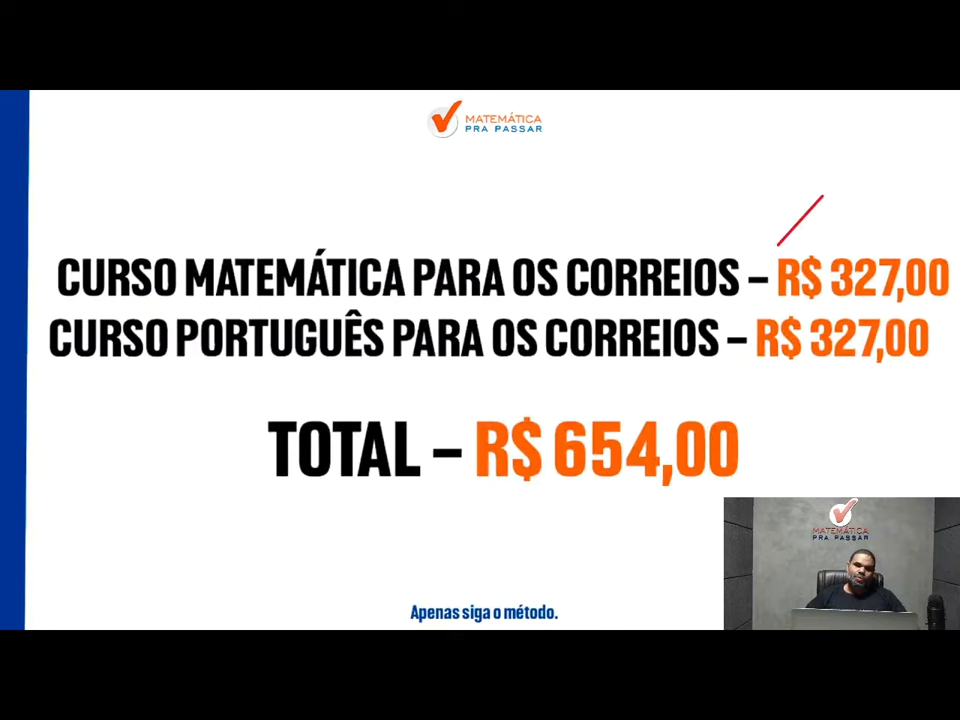 MATEMÁTICA
PRA PASSAR
CURSO MATEMÁTICA PARA OS CORREIOS – R$ 327,00
CURSO PORTUGUÊS PARA OS CORREIOS – R$ 327,00
TOTAL – R$ 654,00
MATEMÁTICA
PRA PASSAR
Apenas siga o método.